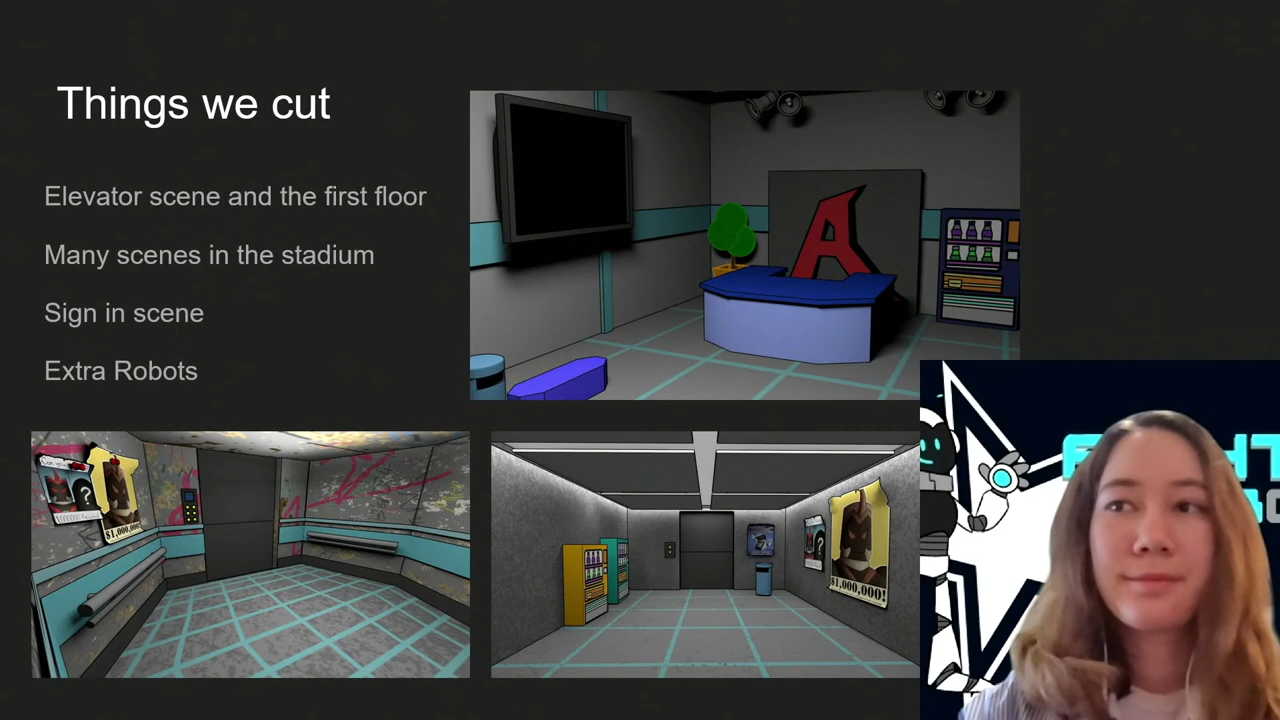 Things we cut
Elevator scene and the first floor
Many scenes in the stadium
Sign in scene
Extra Robots
A
$1,000,000!
?
?
$1,000,000!